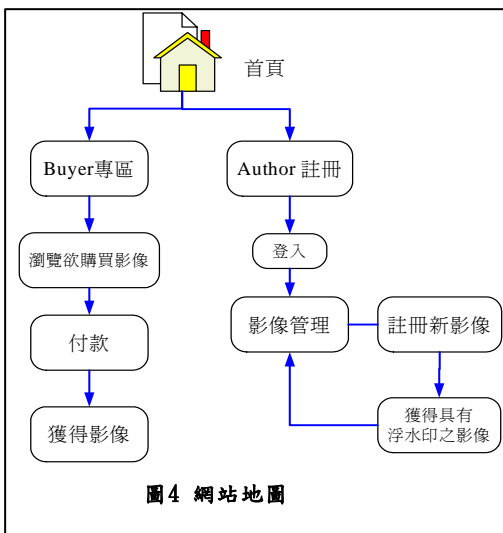 首頁
Buyer專區
Author 註冊
瀏覽欲購買影像
登入
付款
影像管理
註冊新影像
獲得影像
獲得具有
浮水印之影像
圖4 網站地圖